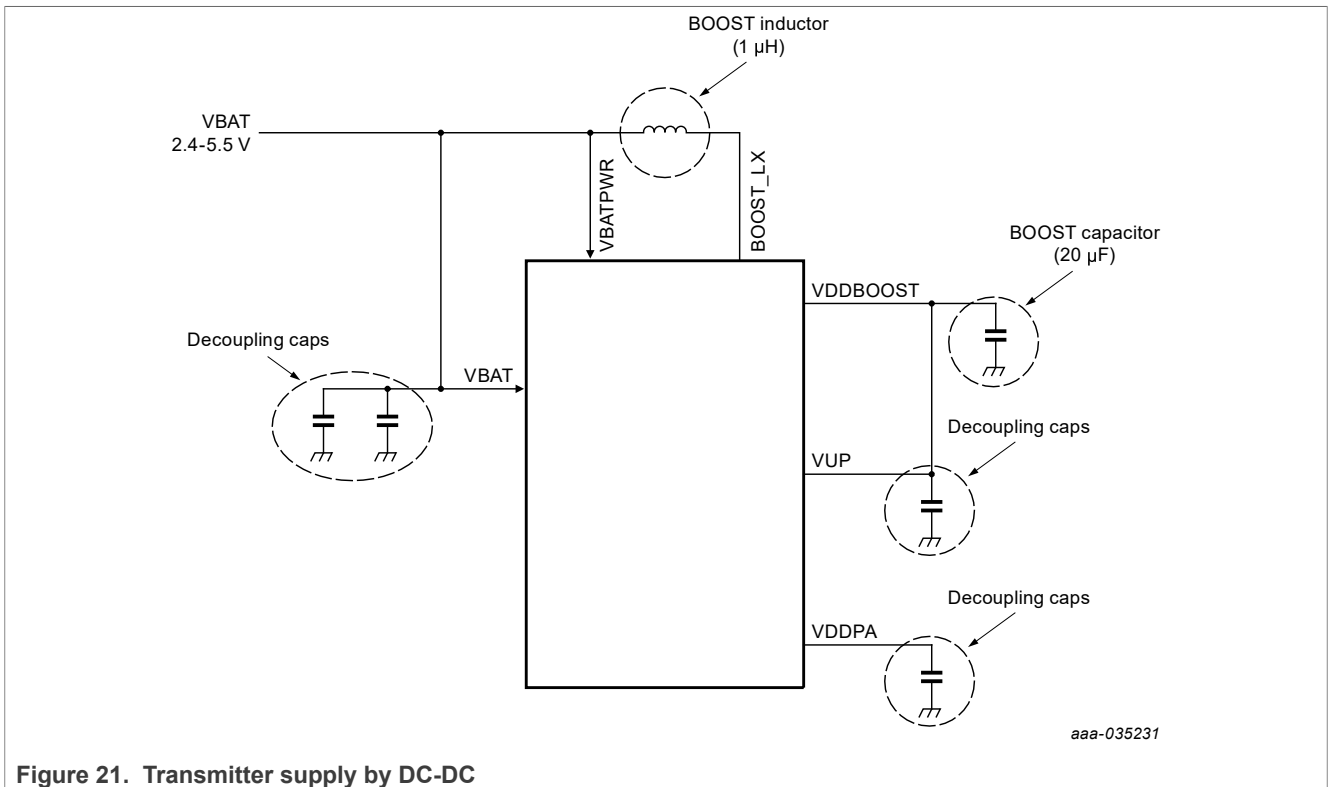 BOOST inductor
(1 µH)
VBAT
2.4-5.5 V
VBATPWR
BOOST_LX
BOOST capacitor
(20 µF)
VDDBOOST
Decoupling caps
VBAT
Decoupling caps
VUP
Decoupling caps
VDDPA
aaa-035231
Figure 21. Transmitter supply by DC-DC